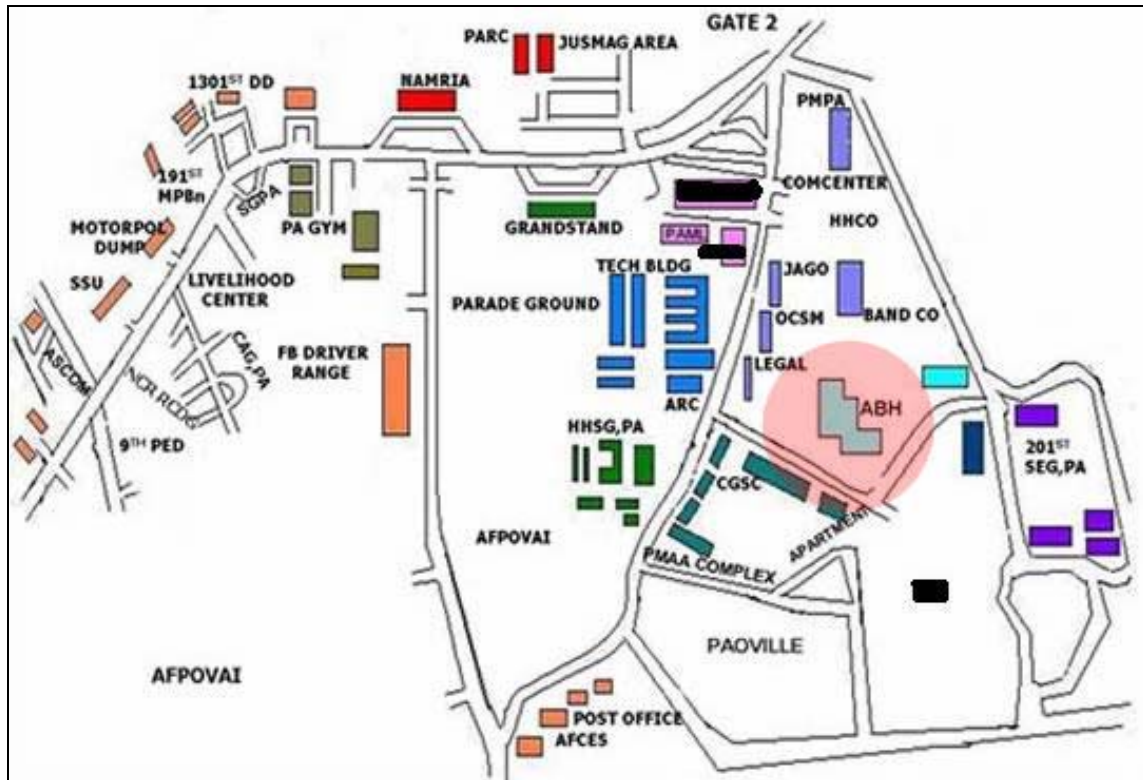 GATE 2
PARC
JUSMAG AREA
1301ST DD
NAMRIA
PMPA
191ST
MPBn
SGPA
COMCENTER
MOTORPOL
DUMP
PA GYM
GRANDSTAND
HHCO
PAMU
SSU
LIVELIHOOD
CENTER
TECH BLDG
JAGO
PARADE GROUND
OCSM
BAND CO
ASCOM
NCR RCDG
CAG,PA
FB DRIVER
RANGE
LEGAL
ARC
ABH
9TH PED
HHSG,PA
201ST
SEG,PA
CGSC
AFPOVAI
APARTMENT
PMAA COMPLEX
PAOVILLE
AFPOVAI
POST OFFICE
AFCES